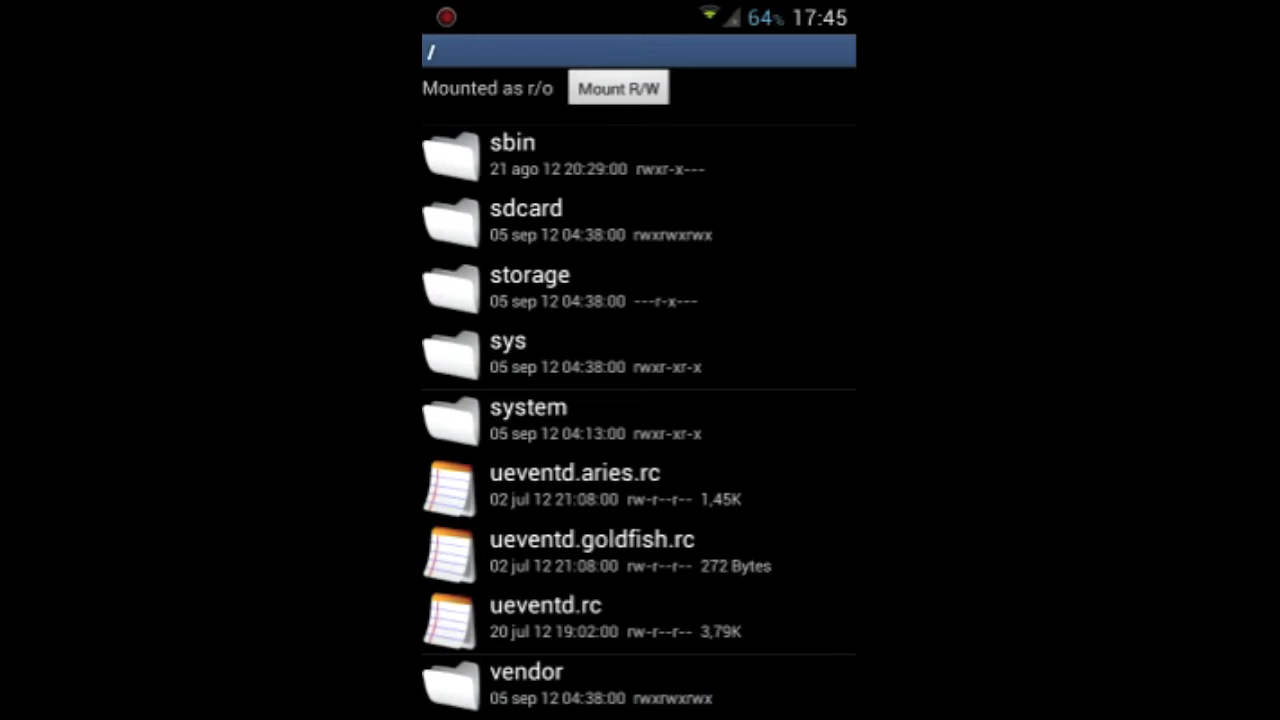 64% 17:45
/
Mounted as r/o Mount R/W
sbin
21 ago 12 20:29:00 rwxr-x---
sdcard
05 sep 12 04:38:00 rwxrwxrwx
storage
05 sep 12 04:38:00 ---r-x---
sys
05 sep 12 04:38:00 rwxr-xr-x
system
05 sep 12 04:13:00 rwxr-xr-x
ueventd.aries.rc
02 jul 12 21:08:00 rw-r--r-- 1,45K
ueventd.goldfish.rc
02 jul 12 21:08:00 rw-r--r-- 272 Bytes
ueventd.rc
20 jul 12 19:02:00 rw-r--r-- 3,79K
vendor
05 sep 12 04:38:00 rwxrwxrwx